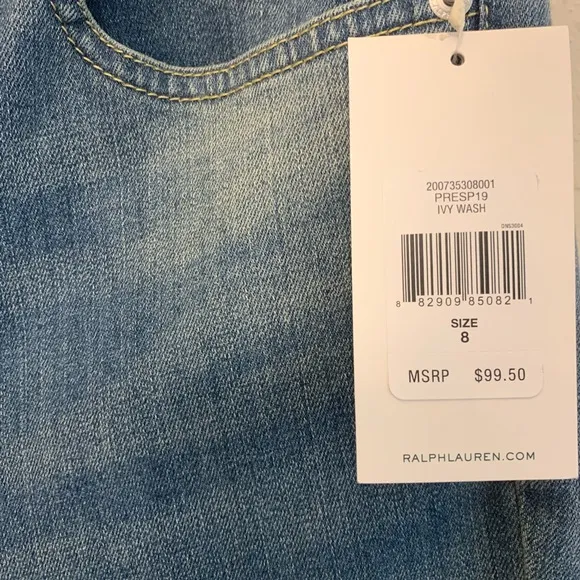 200735308001
PRESP19
IVY WASH
8 82909 85082 1
SIZE
8
MSRP $99.50
RALPHLAUREN.COM